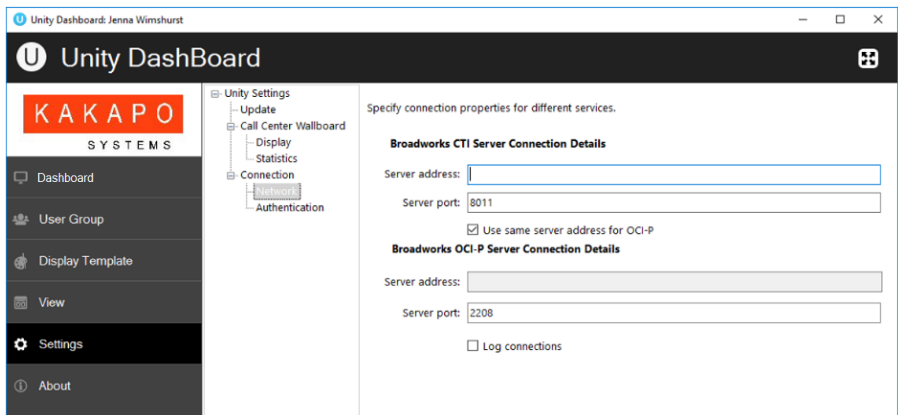 Unity Dashboard: Jenna Wimshurst
Unity DashBoard
KAKAPO
SYSTEMS
Dashboard
User Group
Display Template
View
Settings
About
Unity Settings
Update
Call Center Wallboard
Display
Statistics
Connection
Network
Authentication
Specify connection properties for different services.
Broadworks CTI Server Connection Details
Server address:
Server port: 8011
Use same server address for OCI-P
Broadworks OCI-P Server Connection Details
Server address:
Server port: 2208
Log connections